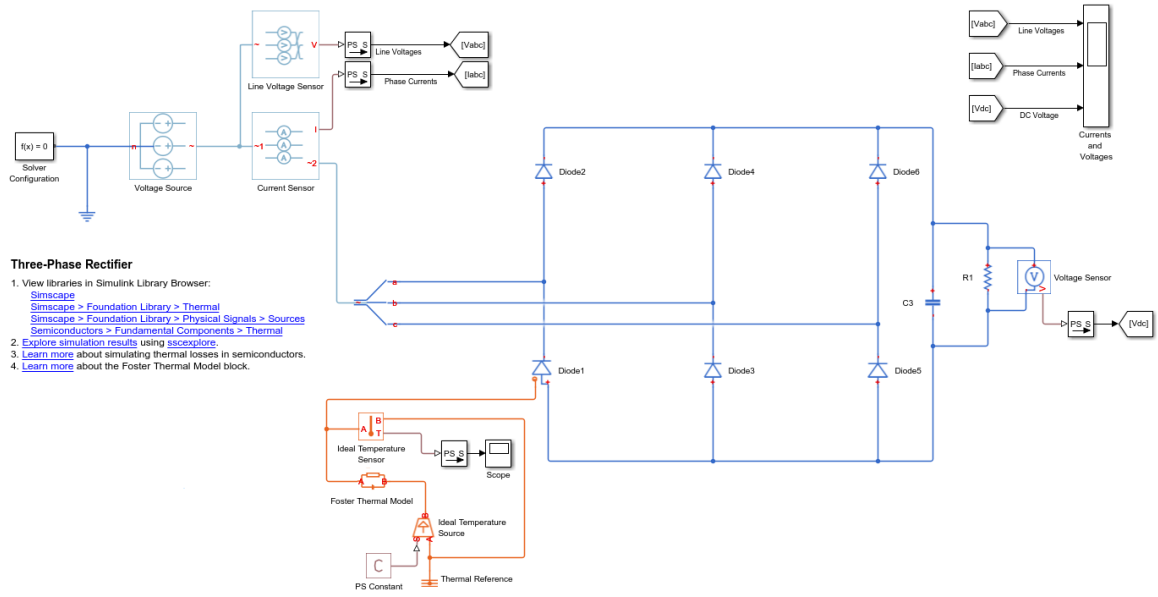 V
~
PS S
Line Voltages
[Vabc]
PS S
Phase Currents
[Iabc]
Line Voltage Sensor
[Vabc]
Line Voltages
[Iabc]
Phase Currents
[Vdc]
DC Voltage
Currents
and
Voltages
f(x) = 0
Solver
Configuration
n
~
Voltage Source
A
A
A
I
~1
~2
Current Sensor
Diode2
Diode4
Diode6
Three-Phase Rectifier
1. View libraries in Simulink Library Browser:
Simscape
Simscape > Foundation Library > Thermal
Simscape > Foundation Library > Physical Signals > Sources
Semiconductors > Fundamental Components > Thermal
2. Explore simulation results using sscexplore.
3. Learn more about simulating thermal losses in semiconductors.
4. Learn more about the Foster Thermal Model block.
~
a
b
c
C3
R1
V
V
Voltage Sensor
PS S
[Vdc]
Diode1
Diode3
Diode5
A
B
T
Ideal Temperature
Sensor
PS S
Scope
A
B
Foster Thermal Model
B
S
A
Ideal Temperature
Source
C
PS Constant
Thermal Reference